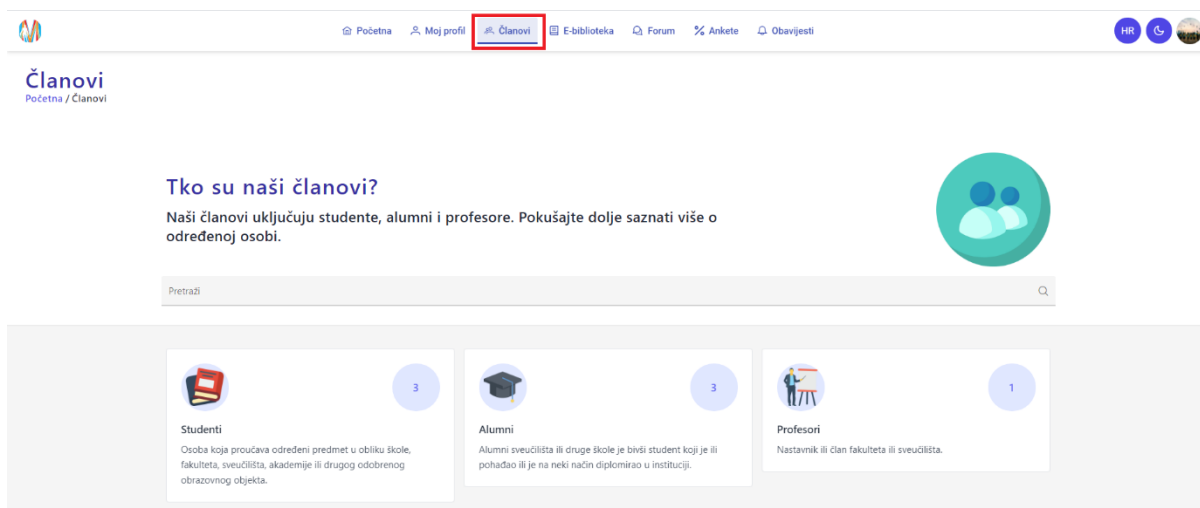 Početna Moj profil Članovi E-biblioteka Forum Ankete Obavijesti HR
Članovi
Početna / Članovi
Tko su naši članovi?
Naši članovi uključuju studente, alumni i profesore. Pokušajte dolje saznati više o
određenoj osobi.
Pretraži
3
Studenti
Osoba koja proučava određeni predmet u obliku škole,
fakulteta, sveučilišta, akademije ili drugog odobrenog
obrazovnog objekta.
3
Alumni
Alumni sveučilišta ili druge škole je bivši student koji je ili
pohađao ili je na neki način diplomirao u instituciji.
1
Profesori
Nastavnik ili član fakulteta ili sveučilišta.